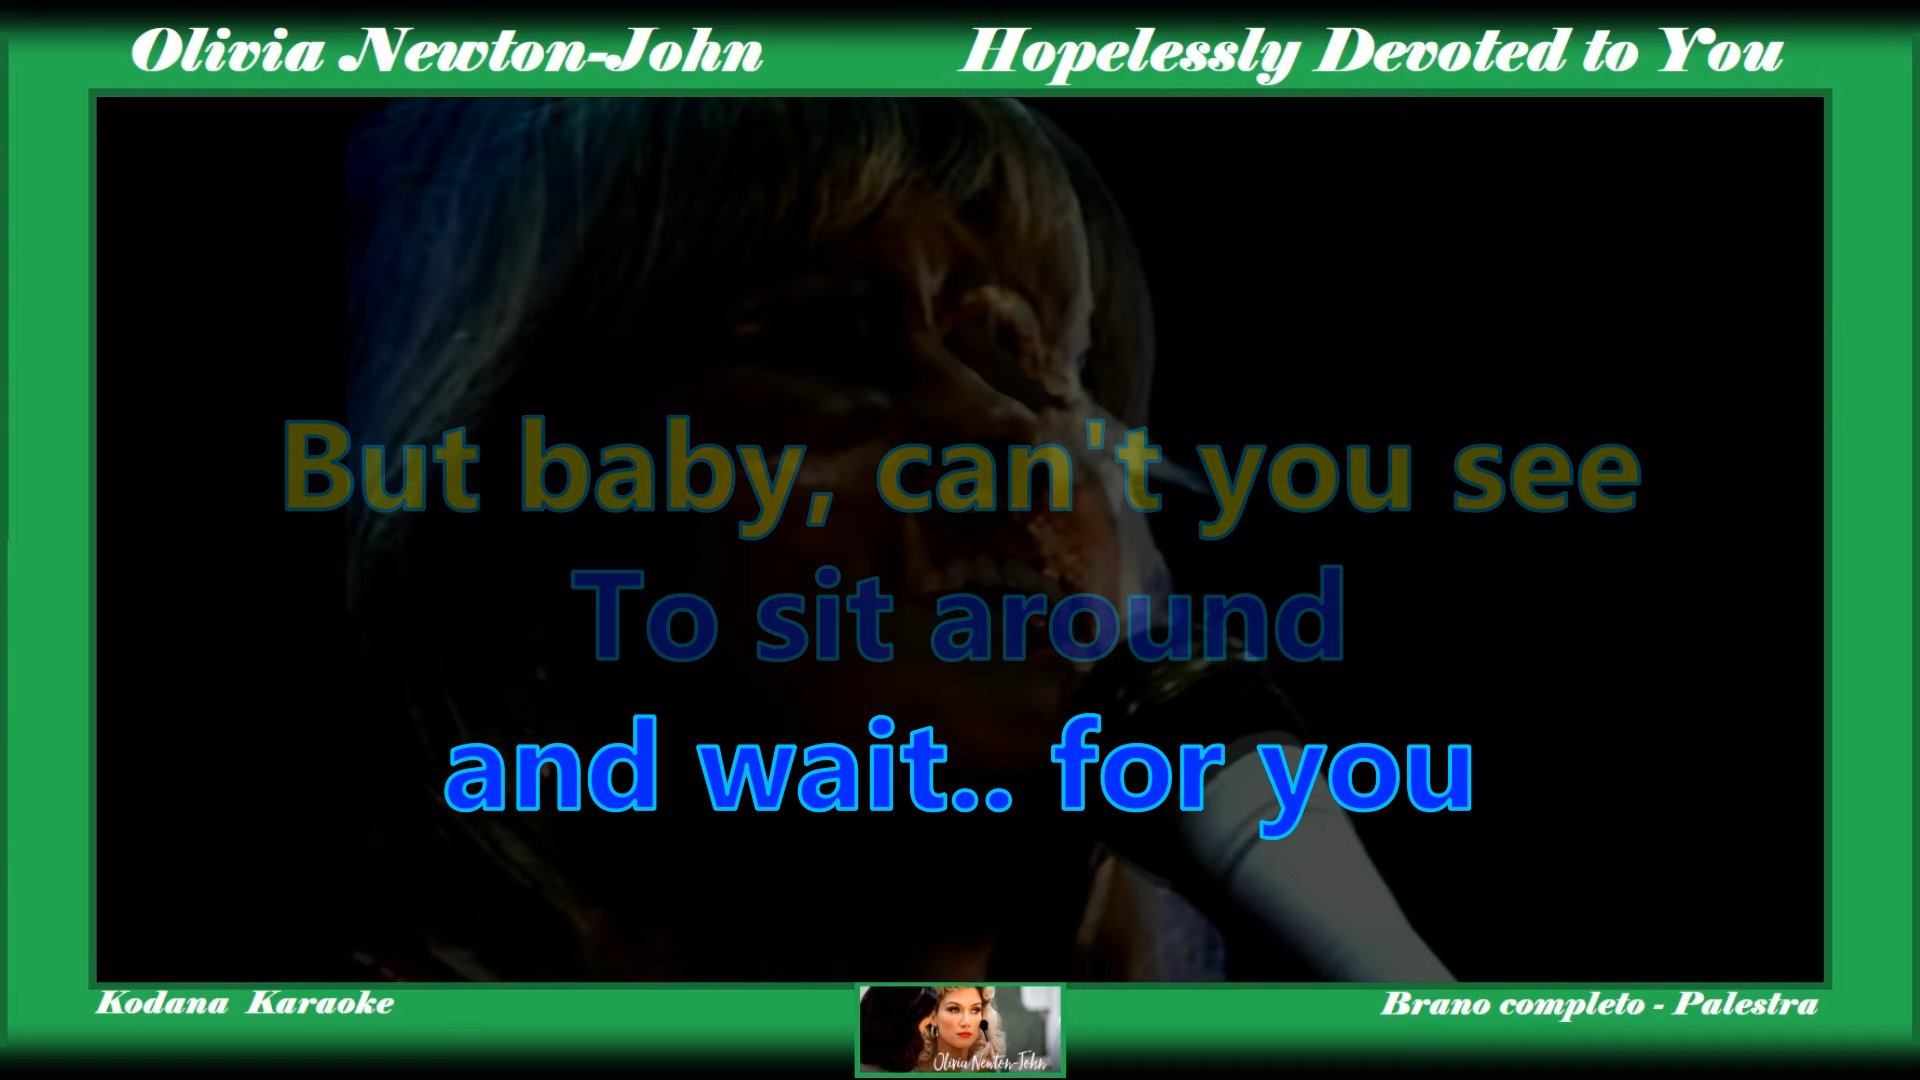 Olivia Newton-John
Hopelessly Devoted to You
But baby, can't you see
To sit around
and wait.. for you
Kodana Karaoke
Brano completo - Palestra
Olivia Newton-John